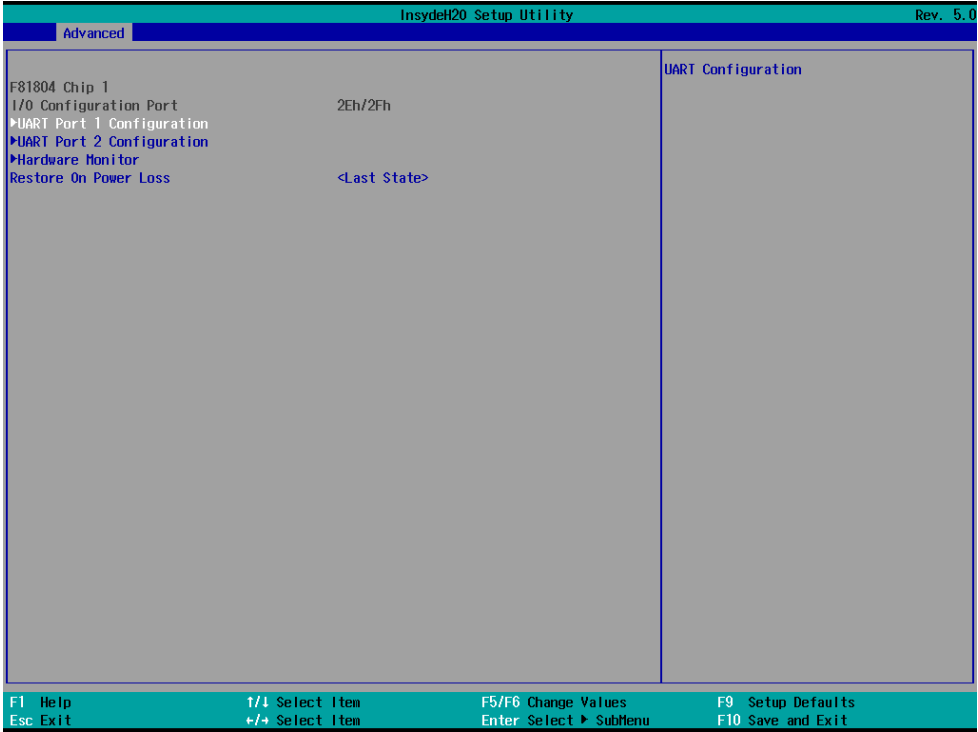 InsydeH20 Setup Utility Rev. 5.0
Advanced
F81804 Chip 1
I/O Configuration Port 2Eh/2Fh
▶UART Port 1 Configuration
▶UART Port 2 Configuration
▶Hardware Monitor
Restore On Power Loss <Last State>
UART Configuration
F1 Help ↑/↓ Select Item F5/F6 Change Values F9 Setup Defaults
Esc Exit ←/→ Select Item Enter Select ▶ SubMenu F10 Save and Exit